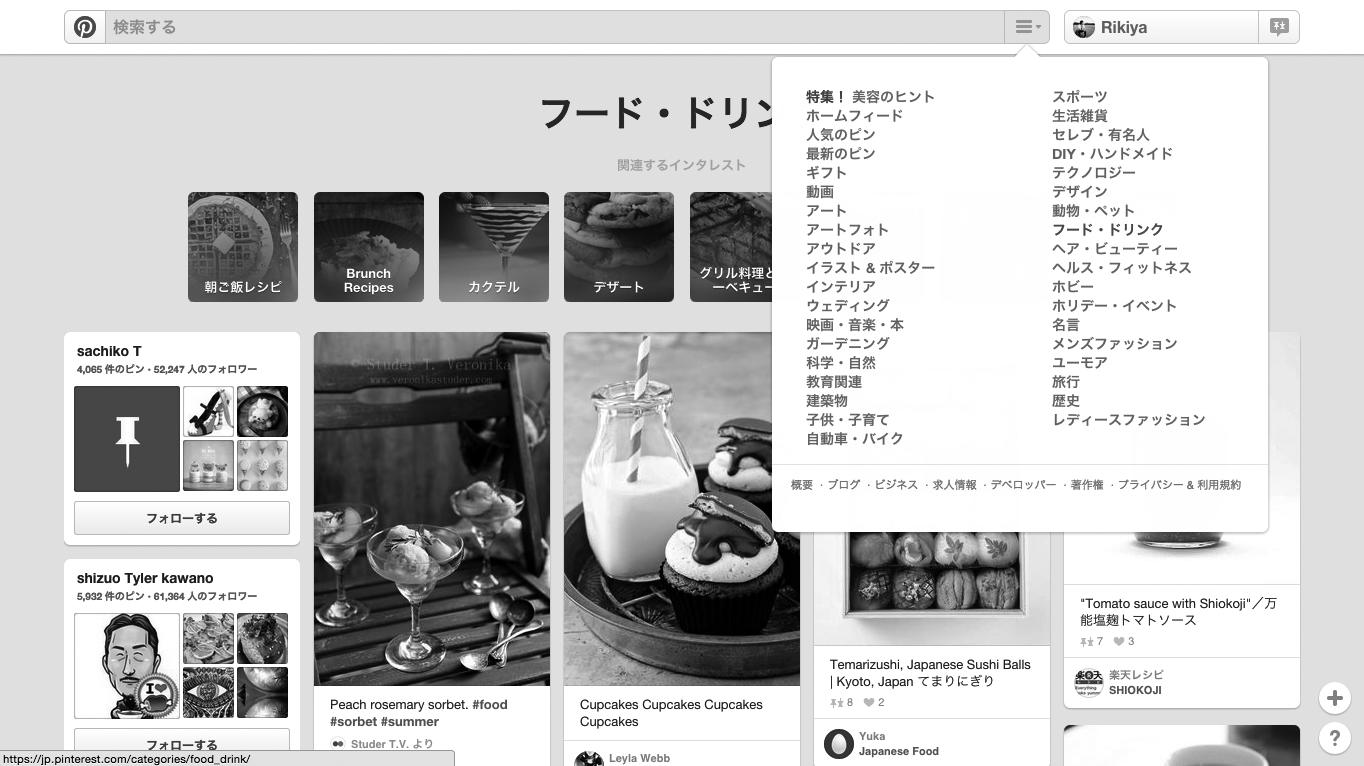 検索する
Rikiya
特集！ 美容のヒント
ホームフィード
人気のピン
最新のピン
ギフト
動画
アート
アートフォト
アウトドア
イラスト & ポスター
インテリア
ウェディング
映画・音楽・本
ガーデニング
科学・自然
教育関連
建築物
子供・子育て
自動車・バイク
スポーツ
生活雑貨
セレブ・有名人
DIY・ハンドメイド
テクノロジー
デザイン
動物・ペット
フード・ドリンク
ヘア・ビューティー
ヘルス・フィットネス
ホビー
ホリデー・イベント
名言
メンズファッション
ユーモア
旅行
歴史
レディースファッション
概要 ・ブログ ・ビジネス ・求人情報 ・デベロッパー ・著作権 ・プライバシー & 利用規約
フード・ドリン
関連するインタレスト
朝ご飯レシピ
Brunch
Recipes
カクテル
デザート
グリル料理と
ーベキュー
sachiko T
4,065 件のピン・52,247 人のフォロワー
フォローする
shizuo Tyler kawano
5,932 件のピン・61,364 人のフォロワー
I
フォローする
© Studer T. Veronika
www.veronikastuder.com
Peach rosemary sorbet. #food
#sorbet #summer
Studer T.V. より
Cupcakes Cupcakes Cupcakes
Cupcakes
Leyla Webb
Temarizushi, Japanese Sushi Balls
| Kyoto, Japan てまりにぎり
8 2
Yuka
Japanese Food
"Tomato sauce with Shiokoji"／万
能塩麹トマトソース
7 3
楽天レシピ
SHIOKOJI
?
https://jp.pinterest.com/categories/food_drink/